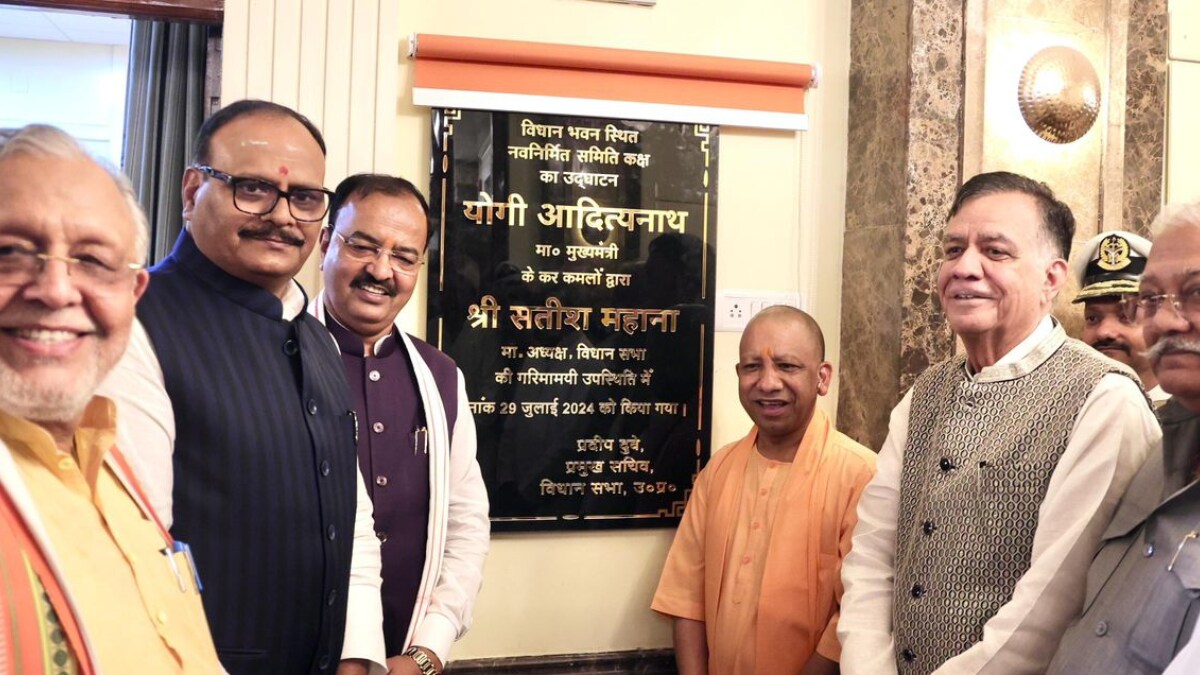 विधान भवन स्थित
नवनिर्मित समिति कक्ष
का उद्घाटन
योगी आदित्यनाथ
मा० मुख्यमंत्री
के कर कमलों द्वारा
श्री सतीश महाना
मा. अध्यक्ष, विधान सभा
की गरिमामयी उपस्थिति में
29 जुलाई 2024 को किया गया।
प्रदीप दुबे,
प्रमुख सचिव,
विधान सभा, उ०प्र०